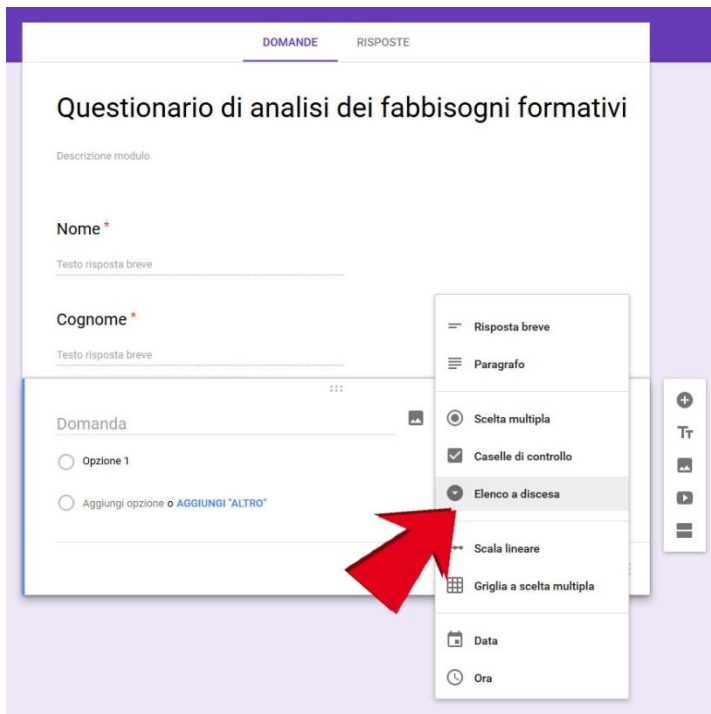 DOMANDE RISPOSTE
Questionario di analisi dei fabbisogni formativi
Descrizione modulo
Nome *
Testo risposta breve
Cognome *
Testo risposta breve
Domanda
Opzione 1
Aggiungi opzione o AGGIUNGI "ALTRO"
Risposta breve
Paragrafo
Scelta multipla
Caselle di controllo
Elenco a discesa
Scala lineare
Griglia a scelta multipla
Data
Ora
Tт